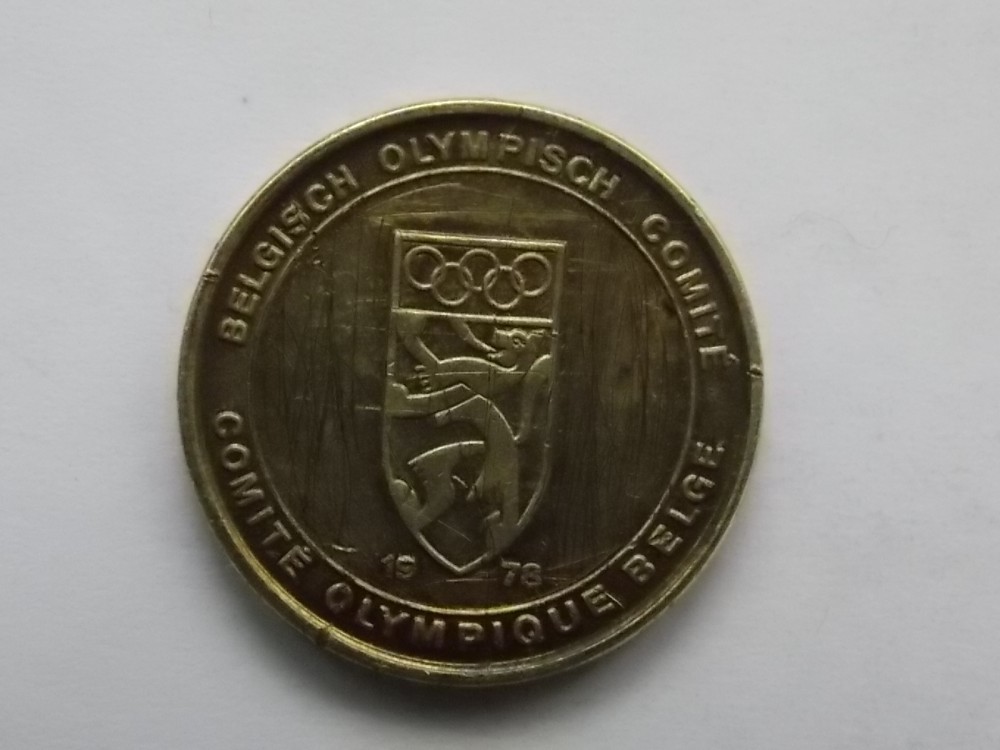 BELGISCH OLYMPISCH COMITÉ
19 78
COMITÉ OLYMPIQUE BELGE